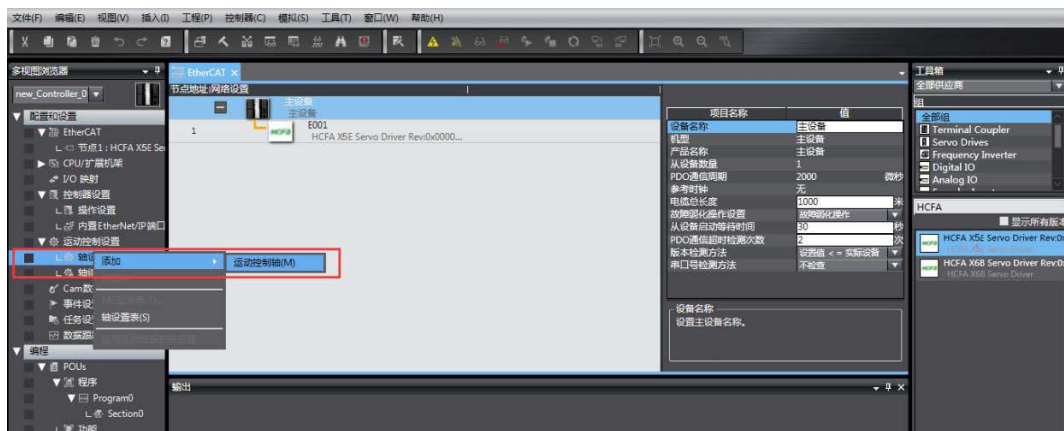 文件(F) 编辑(E) 视图(V) 插入(I) 工程(P) 控制器(C) 模拟(S) 工具(T) 窗口(W) 帮助(H)
多视图浏览器
new_Controller_0
配置和设置
EtherCAT
节点1 : HCFA X5E Se
CPU/扩展机架
I/O 映射
控制器设置
操作设置
内置EtherNet/IP端口
运动控制设置
轴设
添加
运动控制轴(M)
轴组
Cam数
事件设
轴设置表(S)
任务设
数据跟
编程
POUs
程序
Program0
Section0
功能
EtherCAT
节点地址|网络设置
主设备
主设备
1
E001
HCFA X5E Servo Driver Rev:0x0000...
项目名称 值
设备名称 主设备
机型 主设备
产品名称 主设备
从设备数量 1
PDO通信周期 2000 微秒
参考时钟 无
电缆总长度 1000 米
故障弱化操作设置 故障弱化操作
从设备启动等待时间 30 秒
PDO通信超时检测次数 2 次
版本检测方法 设置值 <= 实际设备
串口号检测方法 不检查
设备名称
设置主设备名称。
输出
工具箱
全部供应商
组
全部组
Terminal Coupler
Servo Drives
Frequency Inverter
Digital IO
Analog IO
HCFA
显示所有版本
HCFA X5E Servo Driver Rev:0
HCFA X6B Servo Driver Rev:0
HCFA X6B Servo Driver